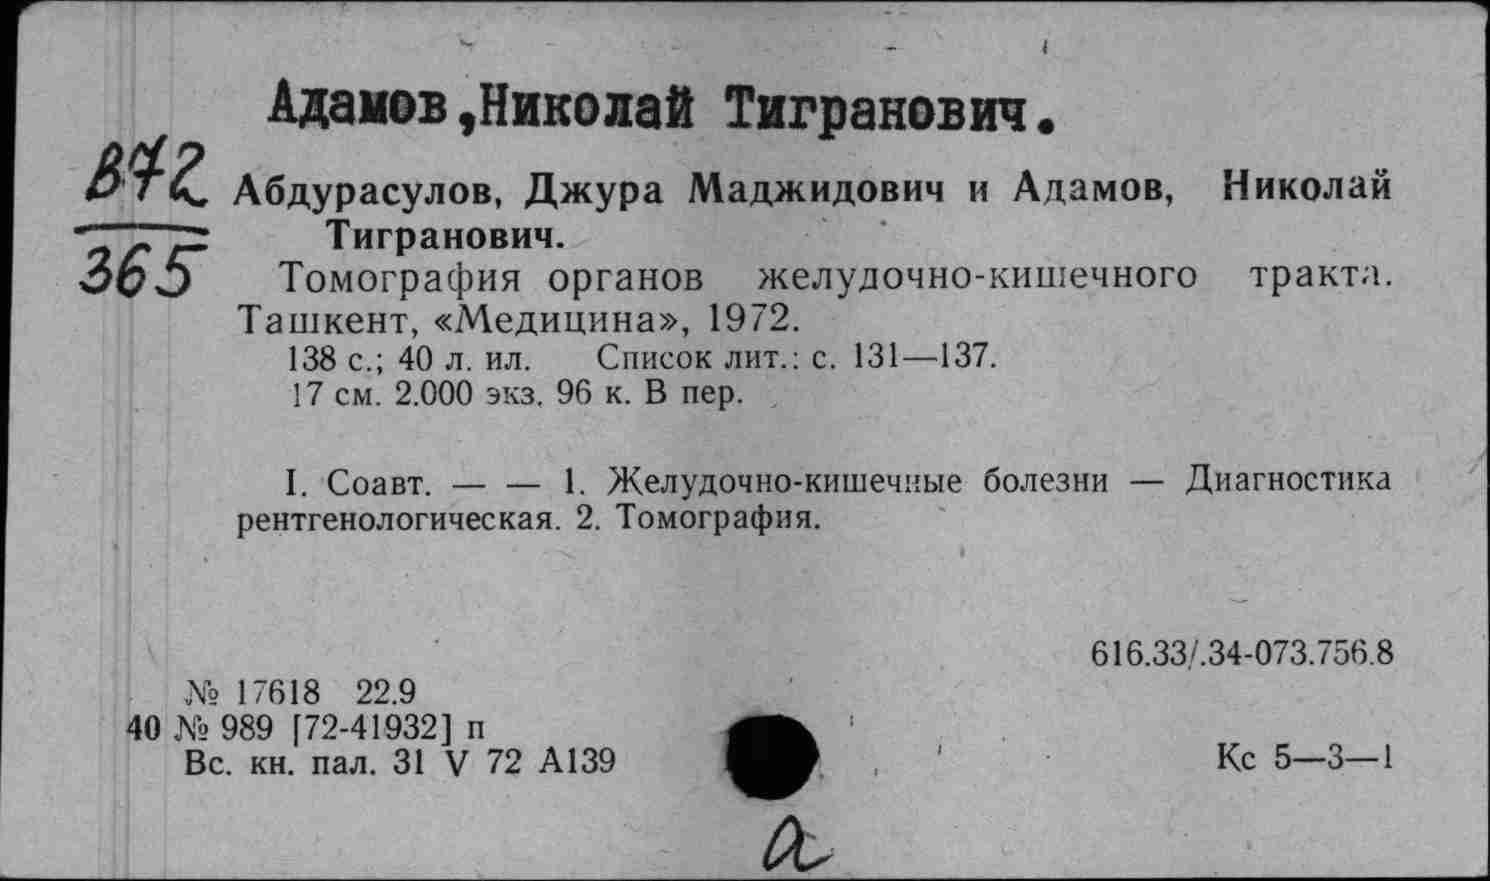 Адамов,Николай Тигранович.
В72
365
Абдурасулов, Джура Маджидович и Адамов, Николай
Тигранович.
Томография органов желудочно-кишечного тракта.
Ташкент, «Медицина», 1972.
138 с.; 40 л. ил. Список лит.: с. 131—137.
17 см. 2.000 экз. 96 к. В пер.
I. Соавт. — — 1. Желудочно-кишечные болезни — Диагностика
рентгенологическая. 2. Томография.
616.33/.34-073.756.8
№ 17618 22.9
40 № 989 [72-41932] п
Вс. кн. пал. 31 V 72 А139
Кс 5—3—1
а